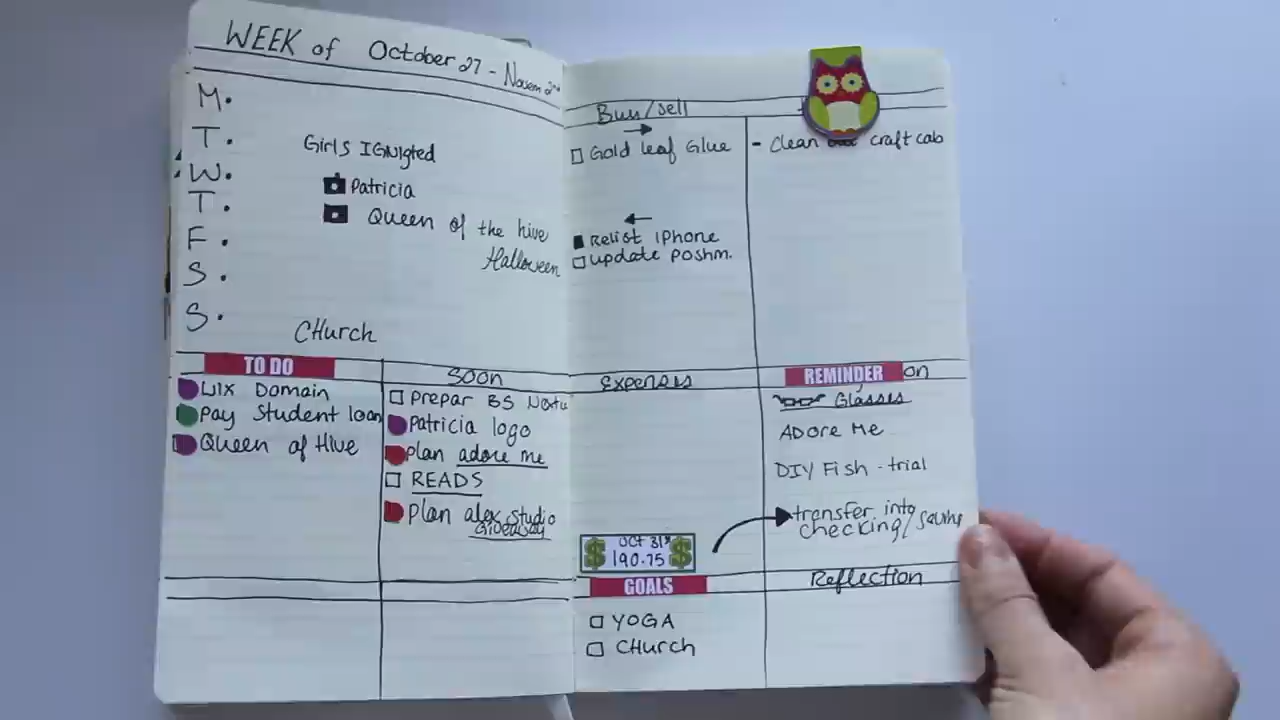 WEEK of October 27 - Novem 2nd
M.
T.
Girls IGNigted
W.
Patricia
T.
Queen of the hive
F.
Halloween
S.
S.
CHurch
TO DO
WIX Domain
Pay Student loan
Queen of Hive
SOON
Prepar BS
Patricia logo
plan adore me
READS
Plan alex studio
Giveaway
Buy/sell
→
Gold leaf Glue
←
Relist IPhone
update Poshm.
- Clean craft cab
Expenses
OCT 31st
$ 190.75 $
GOALS
YOGA
CHurch
REMINDER on
Glasses
Adore Me
DIY Fish - trial
transfer into
checking/Saving
Reflection